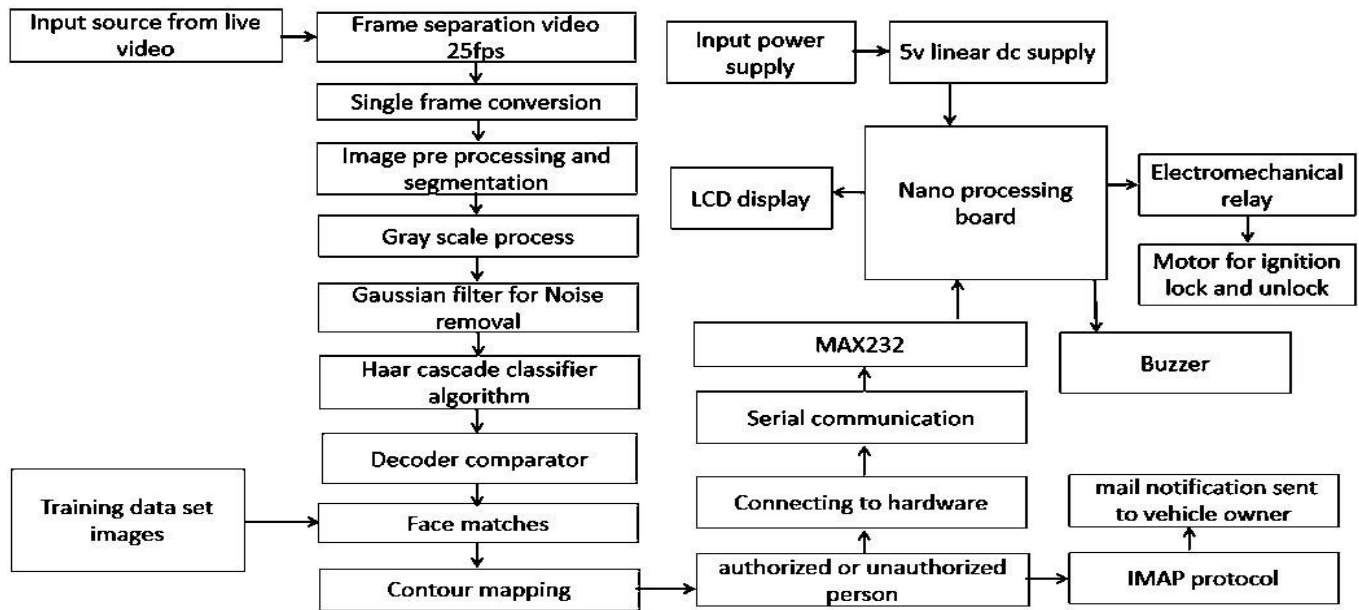 Input source from live
video
Frame separation video
25fps
Single frame conversion
Image pre processing and
segmentation
Gray scale process
Gaussian filter for Noise
removal
Haar cascade classifier
algorithm
Decoder comparator
Training data set
images
Face matches
Contour mapping
authorized or unauthorized
person
Connecting to hardware
Serial communication
MAX232
IMAP protocol
mail notification sent
to vehicle owner
Input power
supply
5v linear dc supply
Nano processing
board
LCD display
Electromechanical
relay
Motor for ignition
lock and unlock
Buzzer